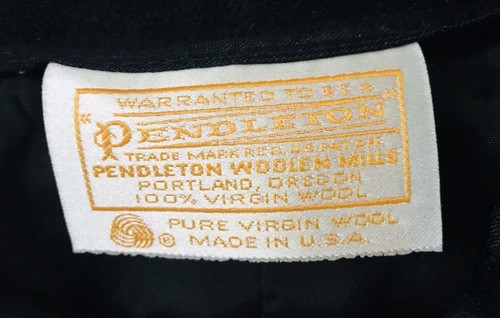 WARRANTED TO BE A
"PENDLETON"
TRADE MARK REG. U.S. PAT. OFF.
PENDLETON WOOLEN MILLS
PORTLAND, OREGON
100% VIRGIN WOOL
PURE VIRGIN WOOL
® MADE IN U.S.A.